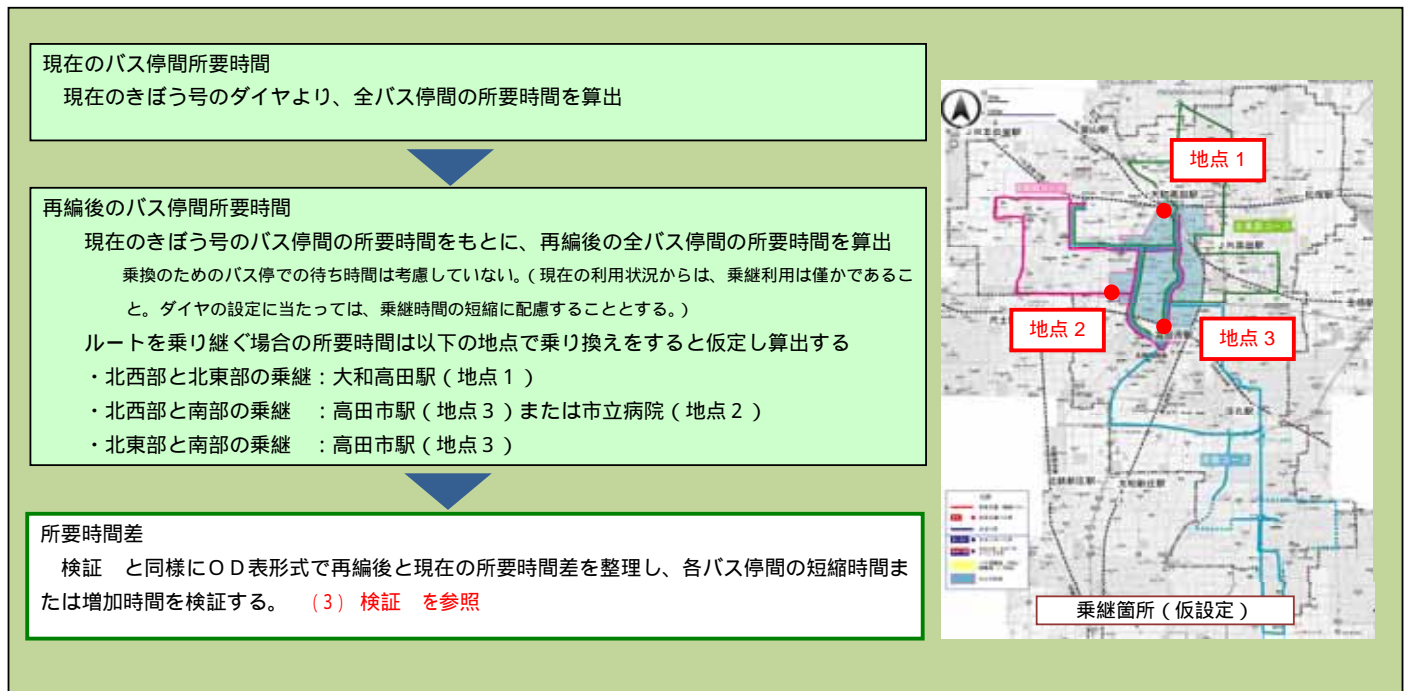 現在のバス停間所要時間
現在のきぼう号のダイヤより、全バス停間の所要時間を算出
再編後のバス停間所要時間
現在のきぼう号のバス停間の所要時間をもとに、再編後の全バス停間の所要時間を算出
乗換のためのバス停での待ち時間は考慮していない。(現在の利用状況からは、乗継利用は僅かであるこ
と。ダイヤの設定に当たっては、乗継時間の短縮に配慮することとする。)
ルートを乗り継ぐ場合の所要時間は以下の地点で乗り換えをすると仮定し算出する
・北西部と北東部の乗継：大和高田駅(地点1)
・北西部と南部の乗継　：高田市駅(地点3)または市立病院(地点2)
・北東部と南部の乗継　：高田市駅(地点3)
所要時間差
検証　と同様にOD表形式で再編後と現在の所要時間差を整理し、各バス停間の短縮時間ま
たは増加時間を検証する。　(3) 検証　を参照
地点1
大和高田駅
JR高田駅
地点2
地点3
大和新庄駅
乗継箇所(仮設定)